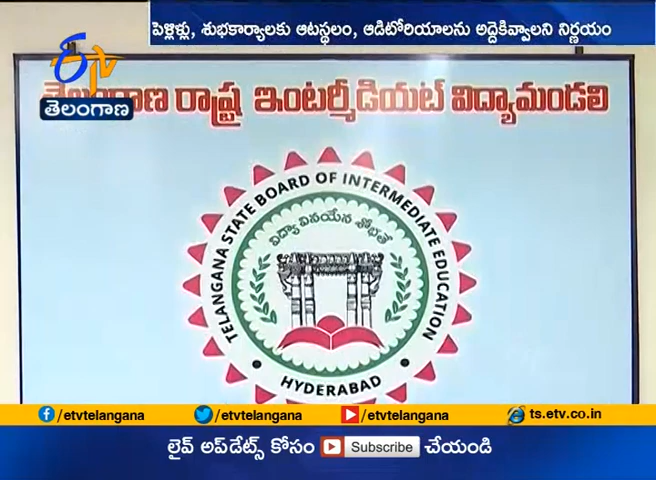 పెళ్లిళ్లు, శుభకార్యాలకు ఆటస్థలం, ఆడిటోరియాలను అద్దెకివ్వాలని నిర్ణయం
ETV
తెలంగాణ
తెలంగాణ రాష్ట్ర ఇంటర్మీడియట్ విద్యామండలి
TELANGANA STATE BOARD OF INTERMEDIATE EDUCATION
విద్యా వినయేన శోభతే
HYDERABAD
/etvtelangana /etvtelangana /etvtelangana ts.etv.co.in
లైవ్ అప్‌డేట్స్ కోసం Subscribe చేయండి